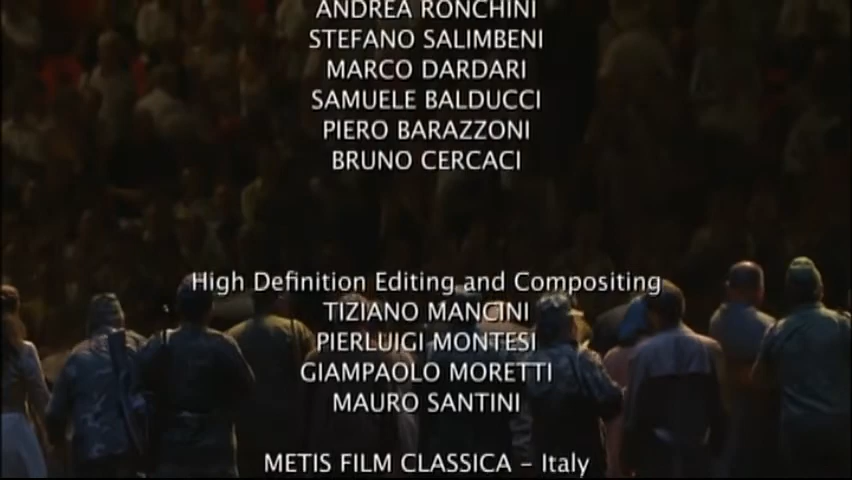 ANDREA RONCHINI
STEFANO SALIMBENI
MARCO DARDARI
SAMUELE BALDUCCI
PIERO BARAZZONI
BRUNO CERCACI
High Definition Editing and Compositing
TIZIANO MANCINI
PIERLUIGI MONTESI
GIAMPAOLO MORETTI
MAURO SANTINI
METIS FILM CLASSICA – Italy